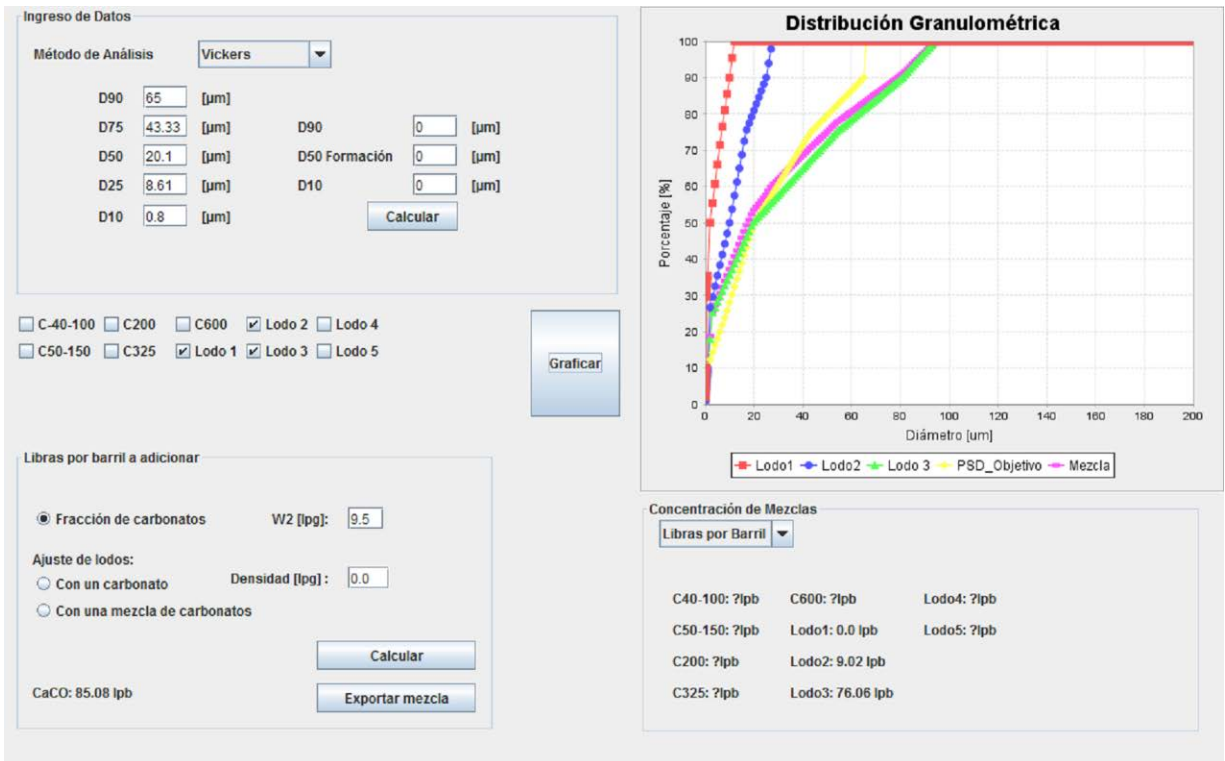 Ingreso de Datos
Método de Análisis Vickers
D90 65 [µm]
D75 43.33 [µm] D90 0 [µm]
D50 20.1 [µm] D50 Formación 0 [µm]
D25 8.61 [µm] D10 0 [µm]
D10 0.8 [µm] Calcular
C-40-100 C200 C600 Lodo 2 Lodo 4
C50-150 C325 Lodo 1 Lodo 3 Lodo 5
Graficar
Libras por barril a adicionar
Fracción de carbonatos W2 [lpg]: 9.5
Ajuste de lodos:
Con un carbonato Densidad [lpg] : 0.0
Con una mezcla de carbonatos
Calcular
CaCO: 85.08 lpb Exportar mezcla
Distribución Granulométrica
Porcentaje [%]
100
90
80
70
60
50
40
30
20
10
0
0 20 40 60 80 100 120 140 160 180 200
Diámetro [um]
Lodo1 Lodo2 Lodo 3 PSD_Objetivo Mezcla
Concentración de Mezclas
Libras por Barril
C40-100: ?lpb C600: ?lpb Lodo4: ?lpb
C50-150: ?lpb Lodo1: 0.0 lpb Lodo5: ?lpb
C200: ?lpb Lodo2: 9.02 lpb
C325: ?lpb Lodo3: 76.06 lpb